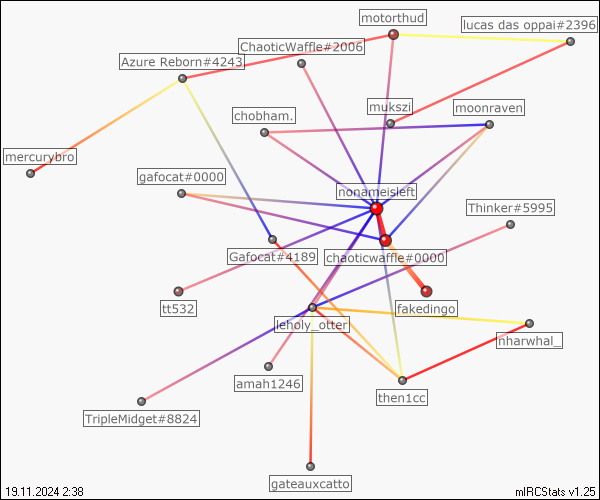 motorthud
lucas das oppai#2396
ChaoticWaffle#2006
Azure Reborn#4243
mukszi
moonraven
chobham.
mercurybro
gafocat#0000
nonameisleft
Thinker#5995
Gafocat#4189
chaoticwaffle#0000
tt532
fakedingo
leholy_otter
nharwhal_
amah1246
then1cc
TripleMidget#8824
gateauxcatto
19.11.2024 2:38
mIRCStats v1.25